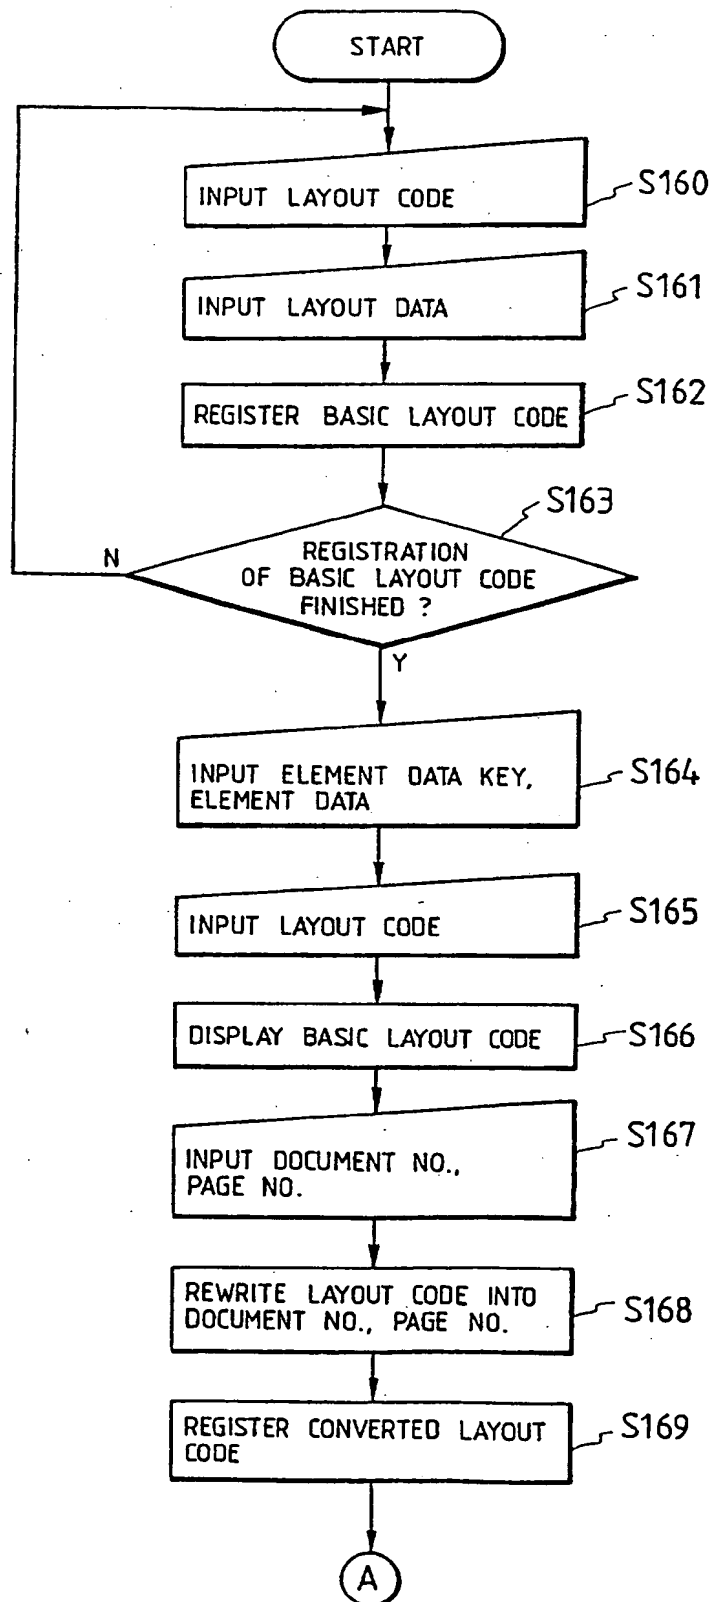 START
INPUT LAYOUT CODE
S160
INPUT LAYOUT DATA
S161
REGISTER BASIC LAYOUT CODE
S162
S163
REGISTRATION
OF BASIC LAYOUT CODE
FINISHED ?
N
Y
INPUT ELEMENT DATA KEY,
ELEMENT DATA
S164
INPUT LAYOUT CODE
S165
DISPLAY BASIC LAYOUT CODE
S166
INPUT DOCUMENT NO.,
PAGE NO.
S167
REWRITE LAYOUT CODE INTO
DOCUMENT NO., PAGE NO.
S168
REGISTER CONVERTED LAYOUT
CODE
S169
A